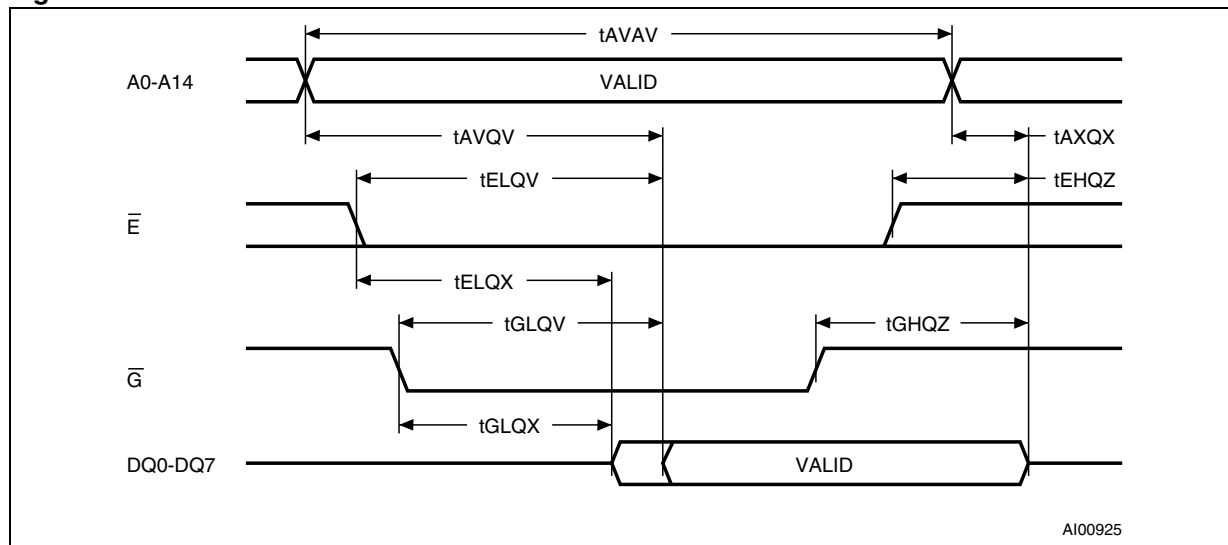 tAVAV
A0-A14
VALID
tAVQV
tAXQX
tELQV
tEHQZ
E̅
tELQX
tGLQV
tGHQZ
G̅
tGLQX
DQ0-DQ7
VALID
AI00925